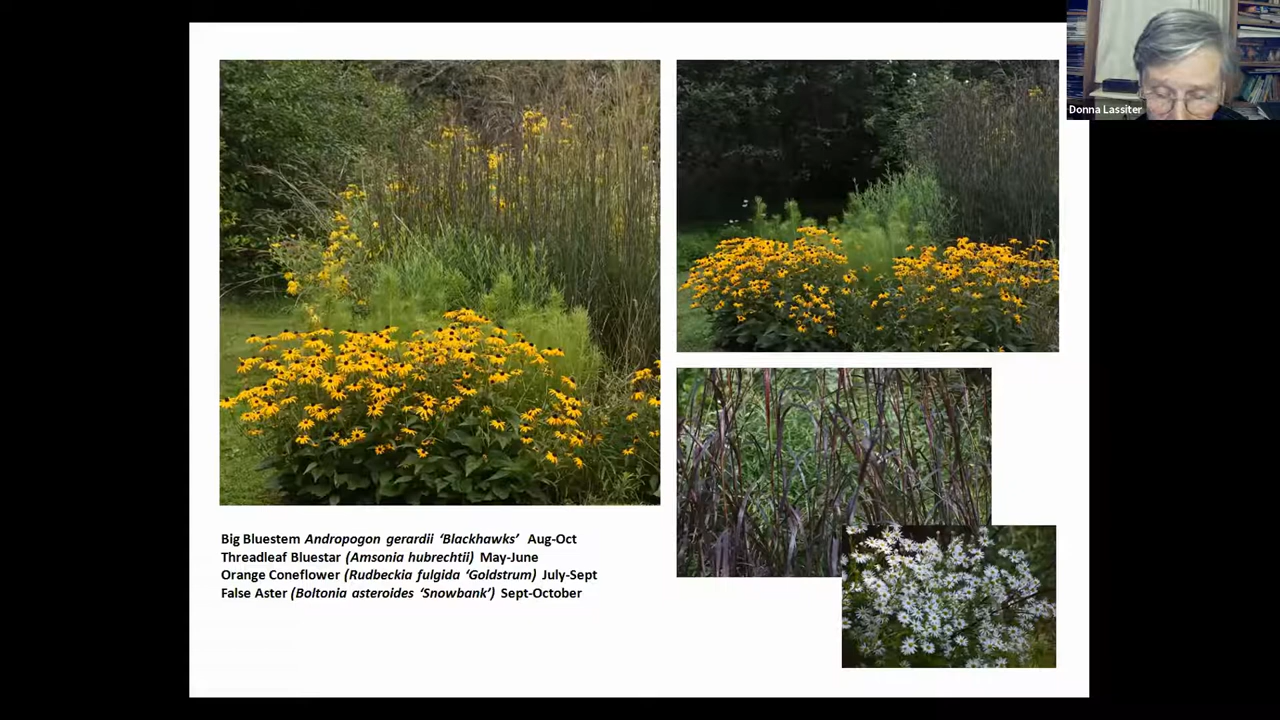 Donna Lassiter
Big Bluestem Andropogon gerardii ‘Blackhawks’ Aug-Oct
Threadleaf Bluestar (Amsonia hubrechtii) May-June
Orange Coneflower (Rudbeckia fulgida ‘Goldstrum) July-Sept
False Aster (Boltonia asteroides ‘Snowbank’) Sept-October